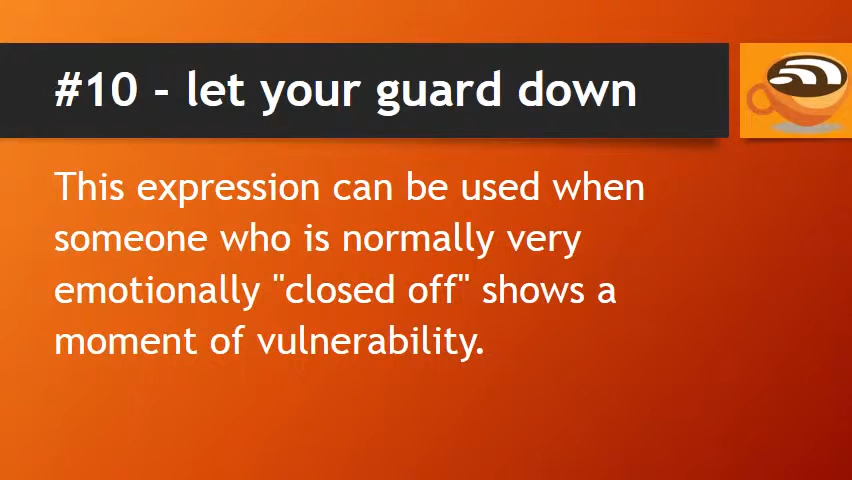 #10 - let your guard down
This expression can be used when
someone who is normally very
emotionally "closed off" shows a
moment of vulnerability.